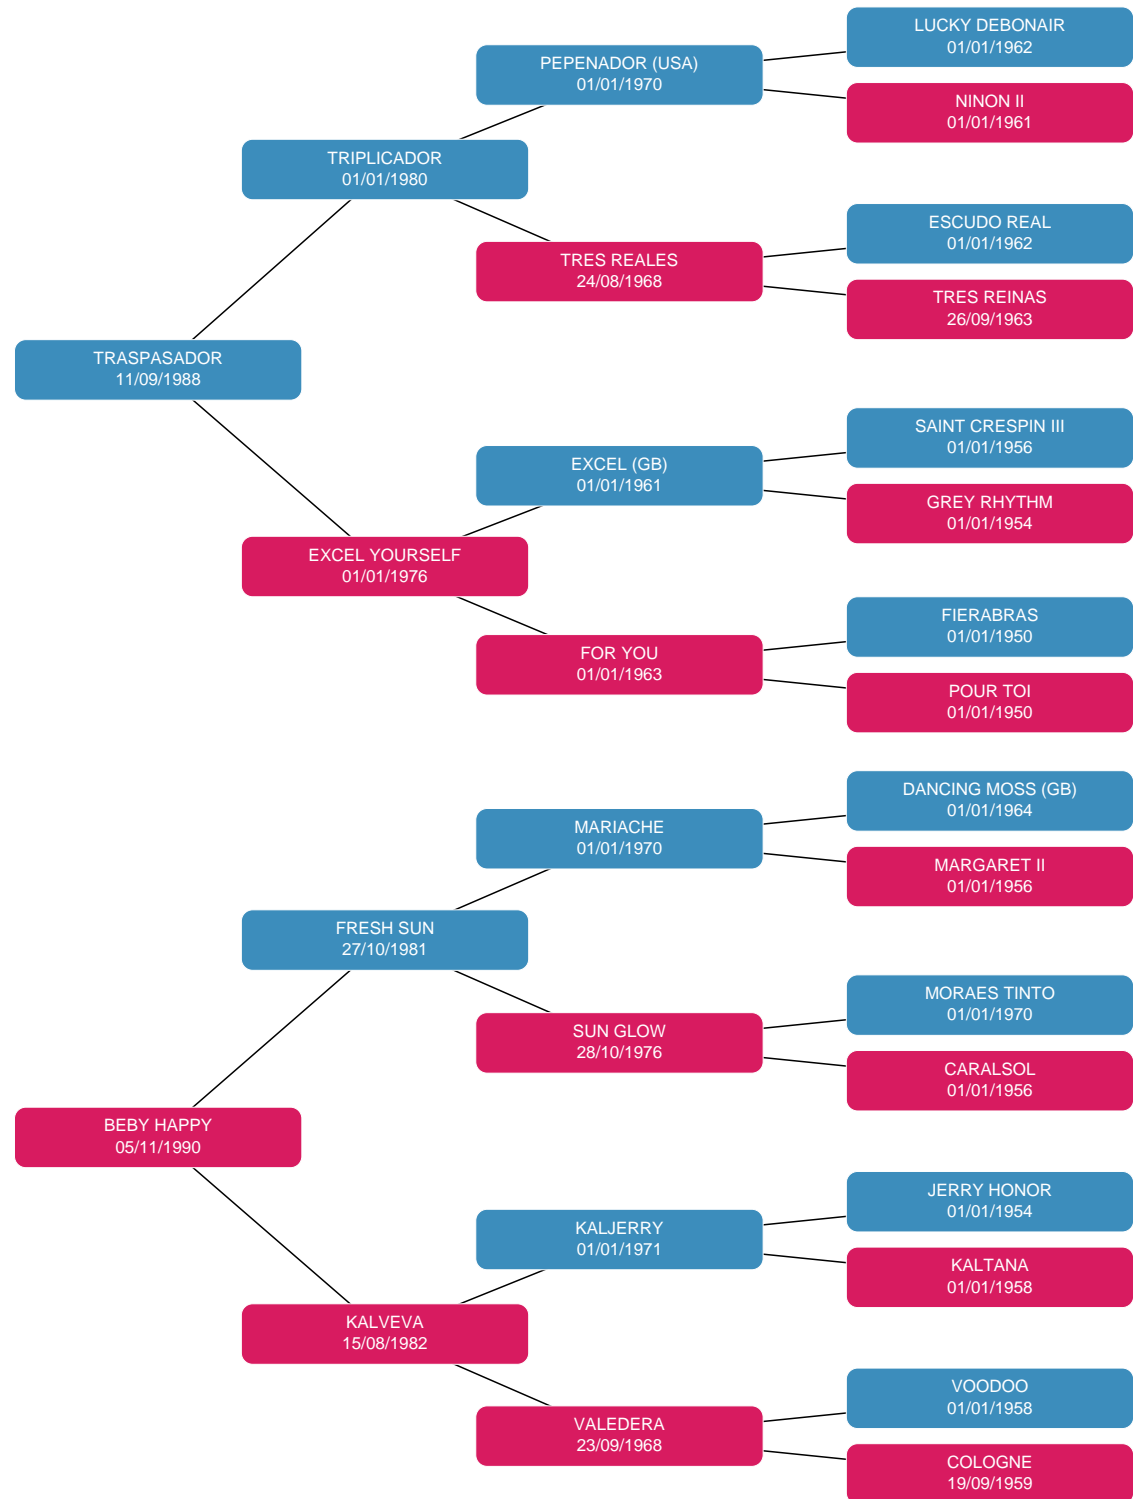 LUCKY DEBONAIR
01/01/1962
PEPENADOR (USA)
01/01/1970
NINON II
01/01/1961
TRIPLICADOR
01/01/1980
ESCUDO REAL
01/01/1962
TRES REALES
24/08/1968
TRES REINAS
26/09/1963
TRASPASADOR
11/09/1988
SAINT CRESPIN III
01/01/1956
EXCEL (GB)
01/01/1961
GREY RHYTHM
01/01/1954
EXCEL YOURSELF
01/01/1976
FIERABRAS
01/01/1950
FOR YOU
01/01/1963
POUR TOI
01/01/1950
DANCING MOSS (GB)
01/01/1964
MARIACHE
01/01/1970
MARGARET II
01/01/1956
FRESH SUN
27/10/1981
MORAES TINTO
01/01/1970
SUN GLOW
28/10/1976
CARALSOL
01/01/1956
BEBY HAPPY
05/11/1990
JERRY HONOR
01/01/1954
KALJERRY
01/01/1971
KALTANA
01/01/1958
KALVEVA
15/08/1982
VOODOO
01/01/1958
VALEDERA
23/09/1968
COLOGNE
19/09/1959